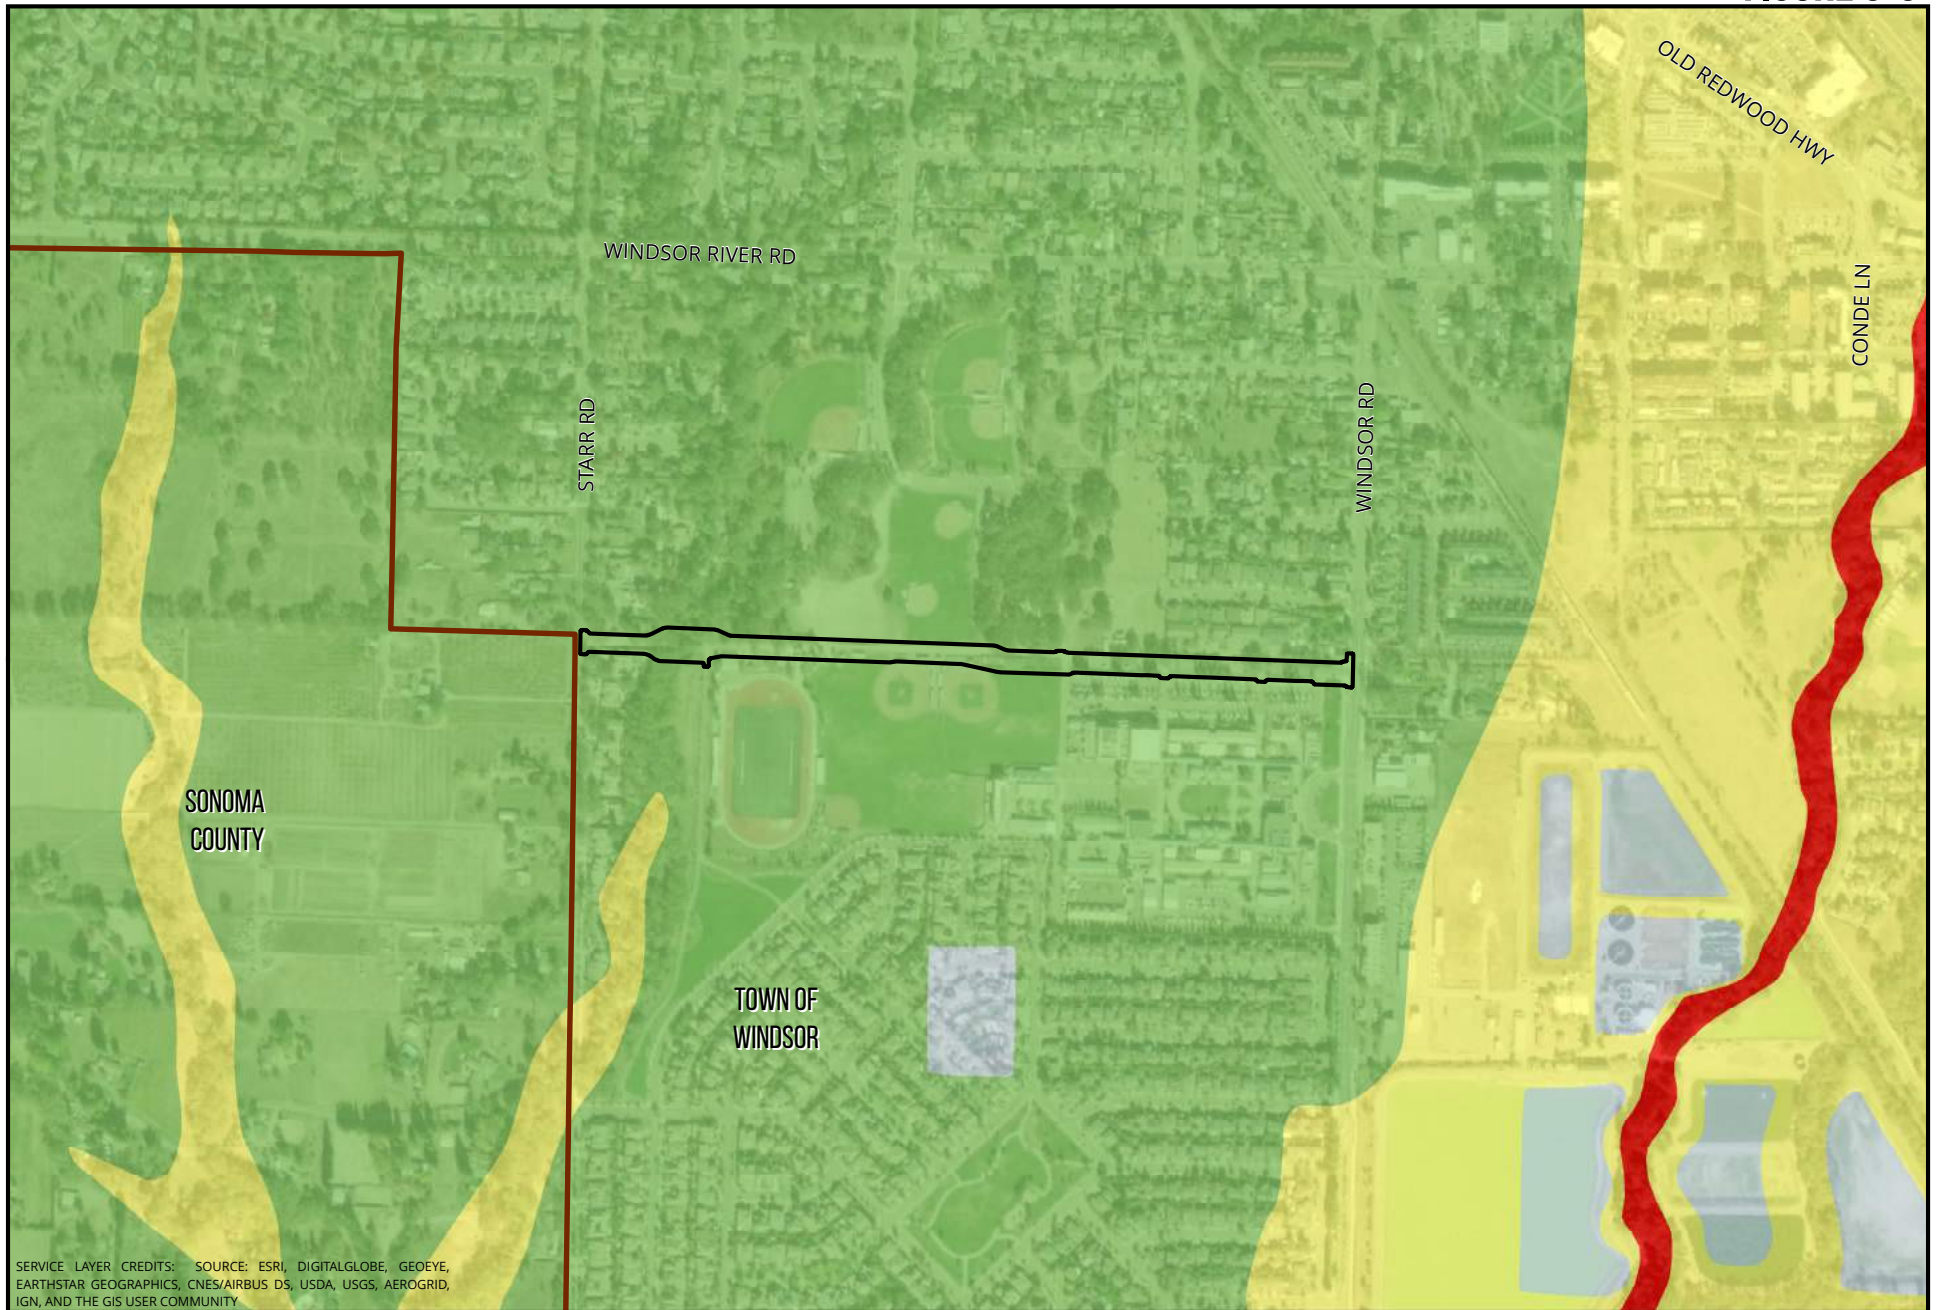 OLD REDWOOD HWY
WINDSOR RIVER RD
CONDE LN
STARR RD
WINDSOR RD
SONOMA
COUNTY
TOWN OF
WINDSOR
SERVICE LAYER CREDITS: SOURCE: ESRI, DIGITALGLOBE, GEOEYE,
EARTHSTAR GEOGRAPHICS, CNES/AIRBUS DS, USDA, USGS, AEROGRID,
IGN, AND THE GIS USER COMMUNITY